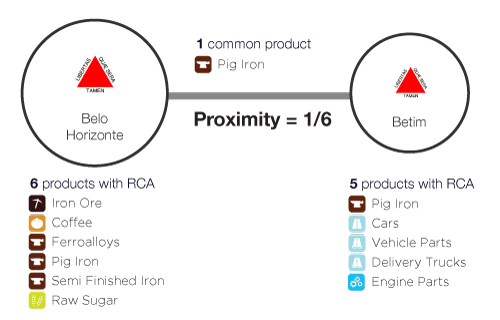 1 common product
Pig Iron
LIBERTAS
QUÆ SERA
TAMEN
Belo
Horizonte
Proximity = 1/6
LIBERTAS
QUÆ SERA
TAMEN
Betim
6 products with RCA
Iron Ore
Coffee
Ferroalloys
Pig Iron
Semi Finished Iron
Raw Sugar
5 products with RCA
Pig Iron
Cars
Vehicle Parts
Delivery Trucks
Engine Parts